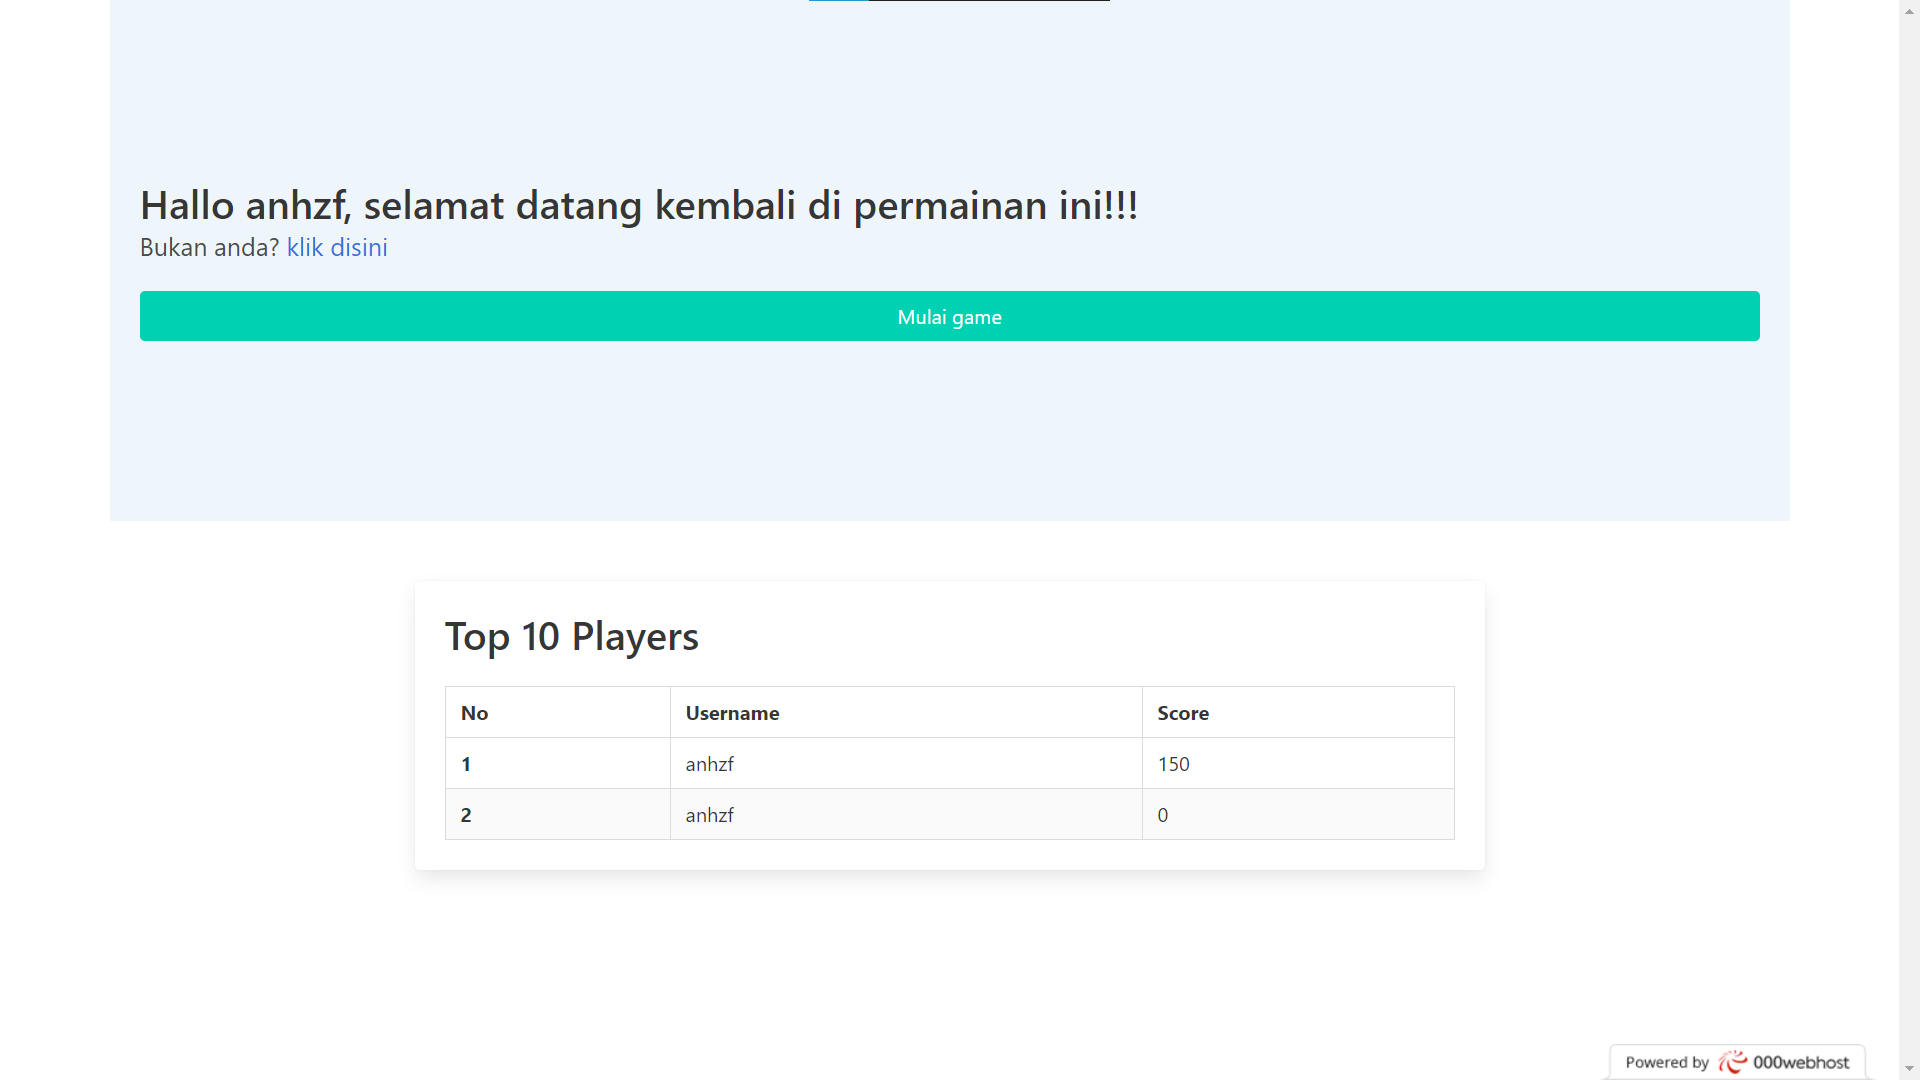 Hallo anhzf, selamat datang kembali di permainan ini!!!
Bukan anda? klik disini
Mulai game
Top 10 Players
No Username Score
1 anhzf 150
2 anhzf 0
Powered by 000webhost